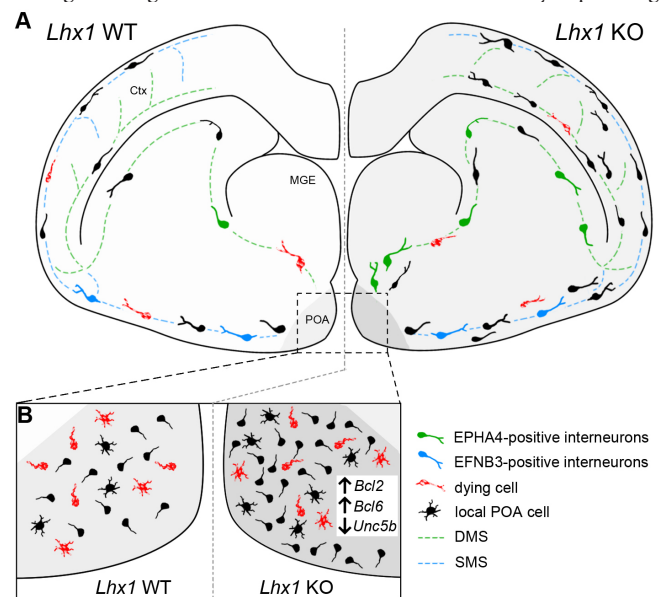 A
Lhx1 WT
Lhx1 KO
Ctx
MGE
POA
B
Bcl2
Bcl6
Unc5b
Lhx1 WT
Lhx1 KO
EPHA4-positive interneurons
EFNB3-positive interneurons
dying cell
local POA cell
DMS
SMS